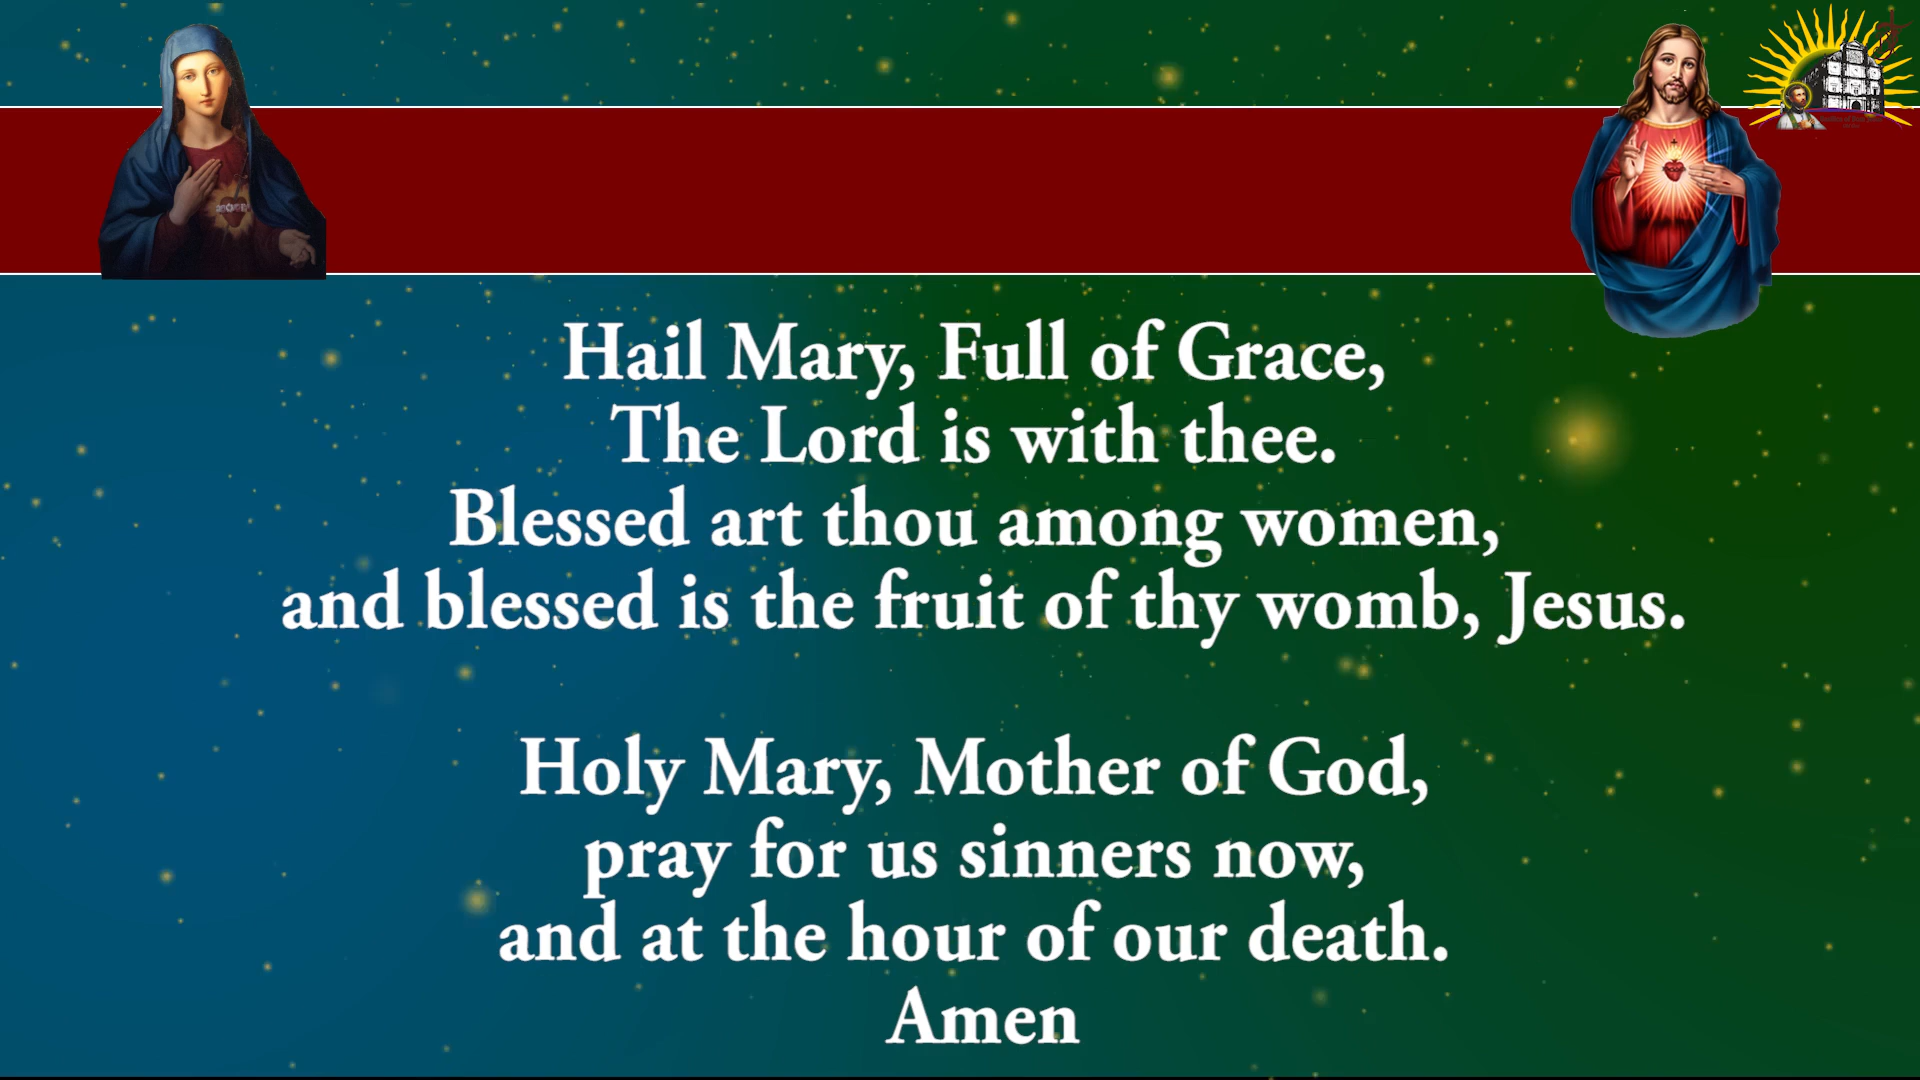 Hail Mary, Full of Grace,
The Lord is with thee.
Blessed art thou among women,
and blessed is the fruit of thy womb, Jesus.
Holy Mary, Mother of God,
pray for us sinners now,
and at the hour of our death.
Amen